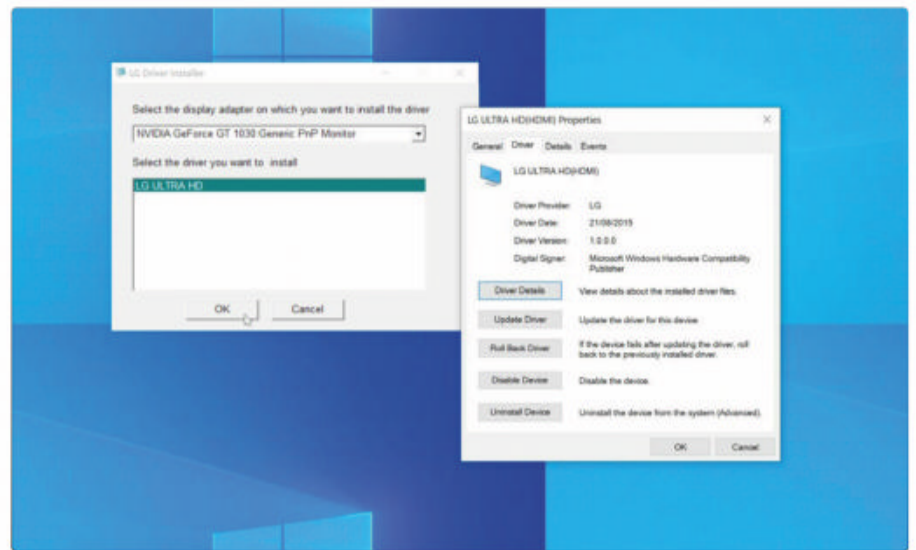 LG Driver Installer
Select the display adapter on which you want to install the driver
NVIDIA GeForce GT 1030 Generic PnP Monitor
Select the driver you want to install
LG ULTRA HD
OK
Cancel
LG ULTRA HD(HDMI) Properties
General Driver Details Events
LG ULTRA HD(HDMI)
Driver Provider: LG
Driver Date: 21/08/2015
Driver Version: 1.0.0.0
Digital Signer: Microsoft Windows Hardware Compatibility
Publisher
Driver Details View details about the installed driver files.
Update Driver Update the driver for this device.
Roll Back Driver If the device fails after updating the driver, roll
back to the previously installed driver.
Disable Device Disable the device.
Uninstall Device Uninstall the device from the system (Advanced).
OK Cancel